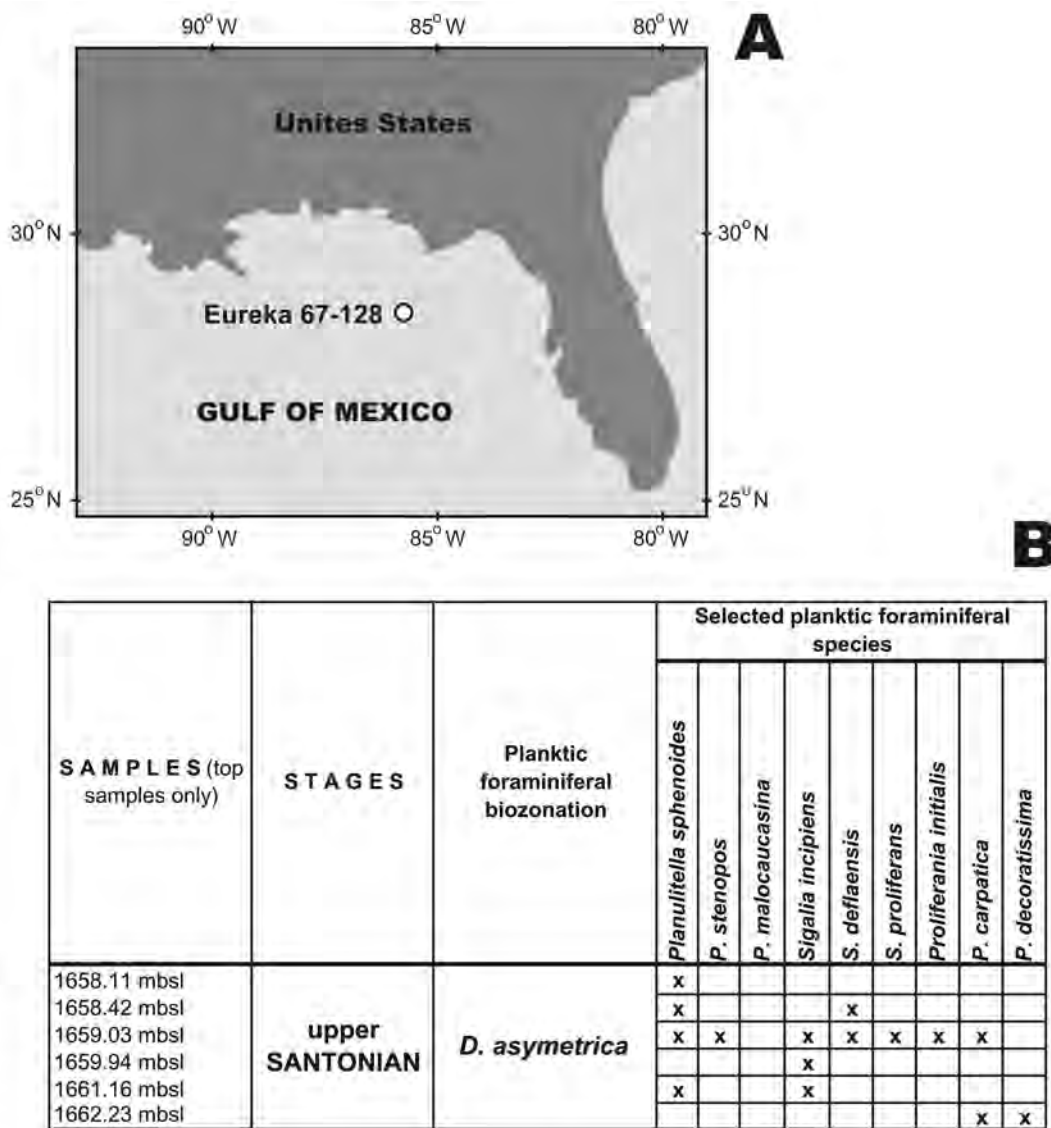 90° W 85° W 80° W
A
Unites States
30° N 30° N
Eureka 67-128
GULF OF MEXICO
25° N 25° N
90° W 85° W 80° W
B
Selected planktic foraminiferal
species
SAMPLES (top
samples only)
STAGES
Planktic
foraminiferal
biozonation
Planulitella sphenoides
P. stenopos
P. malocaucasina
Sigalia incipiens
S. deflaensis
S. proliferans
Proliferania initialis
P. carpatica
P. decoratissima
1658.11 mbsl x
1658.42 mbsl x x
1659.03 mbsl x x x x x x x
1659.94 mbsl x
1661.16 mbsl x x
1662.23 mbsl x x
upper
SANTONIAN
D. asymetrica